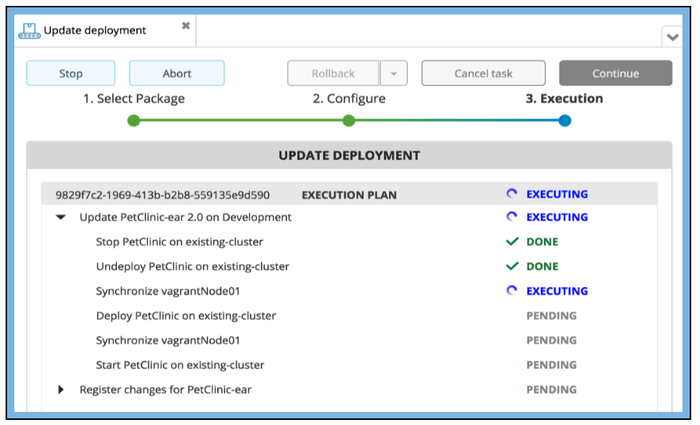 Update deployment
Stop Abort Rollback Cancel task Continue
1. Select Package 2. Configure 3. Execution
UPDATE DEPLOYMENT
9829f7c2-1969-413b-b2b8-559135e9d590 EXECUTION PLAN EXECUTING
Update PetClinic-ear 2.0 on Development EXECUTING
Stop PetClinic on existing-cluster DONE
Undeploy PetClinic on existing-cluster DONE
Synchronize vagrantNode01 EXECUTING
Deploy PetClinic on existing-cluster PENDING
Synchronize vagrantNode01 PENDING
Start PetClinic on existing-cluster PENDING
Register changes for PetClinic-ear PENDING